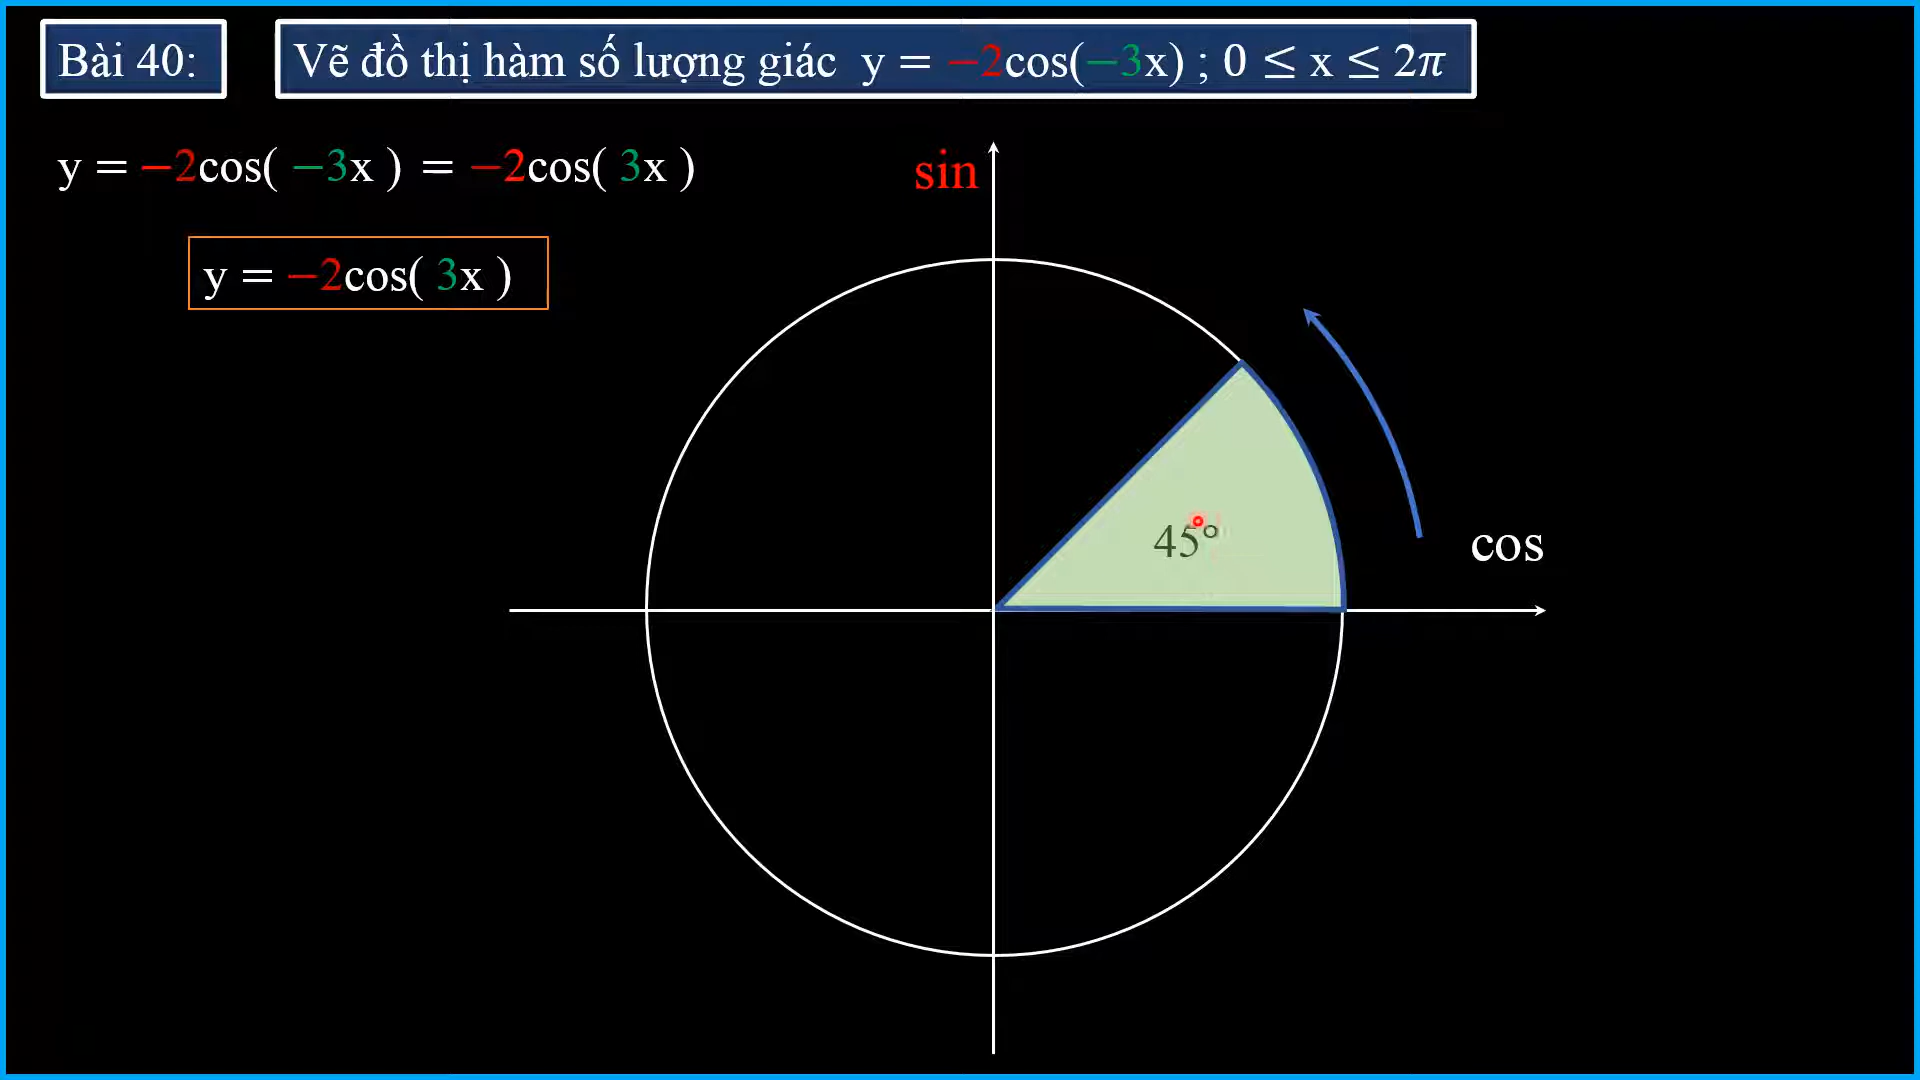 Bài 40:
Vẽ đồ thị hàm số lượng giác y = −2cos(−3x) ; 0 ≤ x ≤ 2π
y = −2cos( −3x ) = −2cos( 3x )
y = −2cos( 3x )
sin
45°
cos